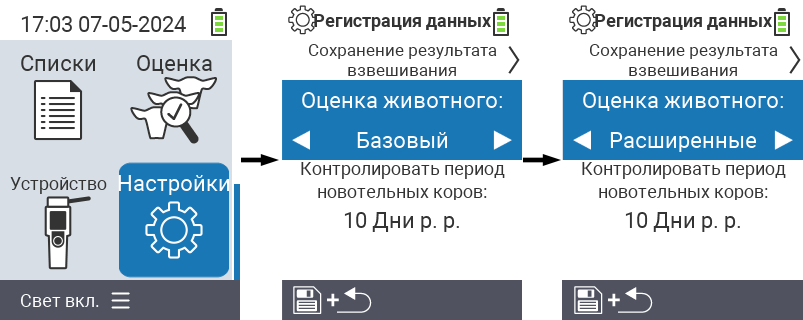 17:03 07-05-2024
Списки
Оценка
Устройство
Настройки
Свет вкл.
Регистрация данных
Сохранение результата
взвешивания
Оценка животного:
Базовый
Контролировать период
новотельных коров:
10 Дни р. р.
+
Регистрация данных
Сохранение результата
взвешивания
Оценка животного:
Расширенные
Контролировать период
новотельных коров:
10 Дни р. р.
+